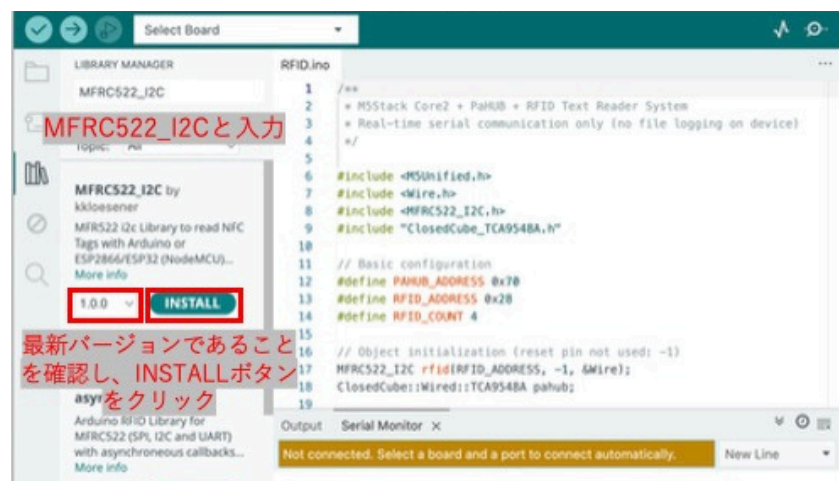 Select Board
LIBRARY MANAGER
MFRC522_I2C
MFRC522_I2Cと入力
Topic: All
MFRC522_I2C by
kkloesener
MFR522 i2c Library to read NFC
Tags with Arduino or
ESP2866/ESP32 (NodeMCU)...
More info
1.0.0
INSTALL
最新バージョンであること
を確認し、INSTALLボタン
をクリック
Arduino RFID Library for
MFRC522 (SPI, I2C and UART)
with asynchroneous callbacks...
More info
RFID.ino
1 /**
2 * M5Stack Core2 + PaHUB + RFID Text Reader System
3 * Real-time serial communication only (no file logging on device)
4 */
5
6 #include <M5Unified.h>
7 #include <Wire.h>
8 #include <MFRC522_I2C.h>
9 #include "ClosedCube_TCA9548A.h"
10
11 // Basic configuration
12 #define PAHUB_ADDRESS 0x70
13 #define RFID_ADDRESS 0x28
14 #define RFID_COUNT 4
15
16 // Object initialization (reset pin not used: -1)
17 MFRC522_I2C rfid(RFID_ADDRESS, -1, &Wire);
18 ClosedCube::Wired::TCA9548A pahub;
19
Output Serial Monitor
Not connected. Select a board and a port to connect automatically.
New Line